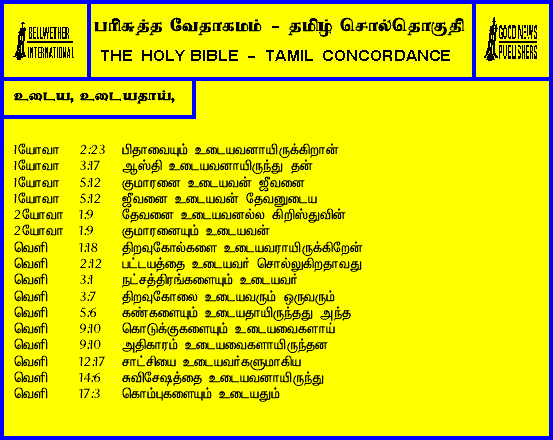 BELLWETHER INTERNATIONAL
பரிசுத்த வேதாகமம் - தமிழ் சொல்தொகுதி
THE HOLY BIBLE - TAMIL CONCORDANCE
GOOD NEWS PUBLISHERS
உடைய, உடையதாய்,
1யோவா 2:23 பிதாவையும் உடையவனாயிருக்கிறான்
1யோவா 3:17 ஆஸ்தி உடையவனாயிருந்து தன்
1யோவா 5:12 குமாரனை உடையவன் ஜீவனை
1யோவா 5:12 ஜீவனை உடையவன் தேவனுடைய
2யோவா 1:9 தேவனை உடையவனல்ல கிறிஸ்துவின்
2யோவா 1:9 குமாரனையும் உடையவன்
வெளி 1:18 திறவுகோல்களை உடையவராயிருக்கிறேன்
வெளி 2:12 பட்டயத்தை உடையவர் சொல்லுகிறதாவது
வெளி 3:1 நட்சத்திரங்களையும் உடையவர்
வெளி 3:7 திறவுகோலை உடையவரும் ஒருவரும்
வெளி 5:6 கண்களையும் உடையதாயிருந்தது அந்த
வெளி 9:10 கொடுக்குகளையும் உடையவைகளாய்
வெளி 9:10 அதிகாரம் உடையவைகளாயிருந்தன
வெளி 12:17 சாட்சியை உடையவர்களுமாகிய
வெளி 14:6 சுவிசேஷத்தை உடையவனாயிருந்து
வெளி 17:3 கொம்புகளையும் உடையதும்